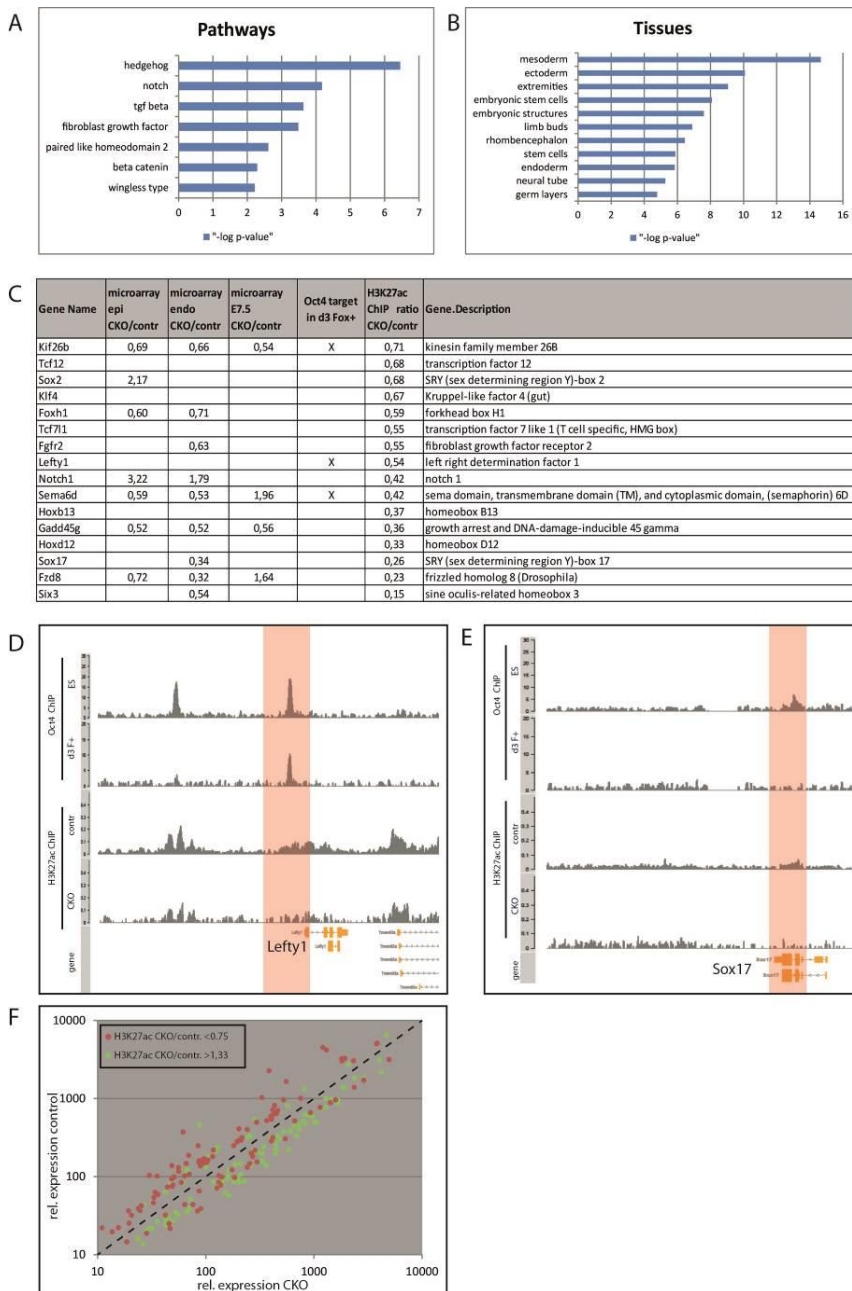 A
Pathways
hedgehog
notch
tgf beta
fibroblast growth factor
paired like homeodomain 2
beta catenin
wingless type
0 1 2 3 4 5 6 7
"-log p-value"
B
Tissues
mesoderm
ectoderm
extremities
embryonic stem cells
embryonic structures
limb buds
rhombencephalon
stem cells
endoderm
neural tube
germ layers
0 2 4 6 8 10 12 14 16
"-log p-value"
C
Gene Name microarray epi CKO/contr microarray endo CKO/contr microarray E7.5 CKO/contr Oct4 target in d3 Fox+ H3K27ac ChIP ratio CKO/contr Gene.Description
Kif26b 0,69 0,66 0,54 X 0,71 kinesin family member 26B
Tcf12 0,68 transcription factor 12
Sox2 2,17 0,68 SRY (sex determining region Y)-box 2
Klf4 0,67 Kruppel-like factor 4 (gut)
Foxh1 0,60 0,71 0,59 forkhead box H1
Tcf7l1 0,55 transcription factor 7 like 1 (T cell specific, HMG box)
Fgfr2 0,63 0,55 fibroblast growth factor receptor 2
Lefty1 X 0,54 left right determination factor 1
Notch1 3,22 1,79 0,42 notch 1
Sema6d 0,59 0,53 1,96 X 0,42 sema domain, transmembrane domain (TM), and cytoplasmic domain, (semaphorin) 6D
Hoxb13 0,37 homeobox B13
Gadd45g 0,52 0,52 0,56 0,36 growth arrest and DNA-damage-inducible 45 gamma
Hoxd12 0,33 homeobox D12
Sox17 0,34 0,26 SRY (sex determining region Y)-box 17
Fzd8 0,72 0,32 1,64 0,23 frizzled homolog 8 (Drosophila)
Six3 0,54 0,15 sine oculis-related homeobox 3
D
Oct4 ChIP
ES
d3 F+
H3K27ac ChIP
contr
CKO
gene
Lefty1
Lefty1
Lefty1
E
Oct4 ChIP
ES
d3 F+
H3K27ac ChIP
contr
CKO
gene
Sox17
Sox17
Sox17
F
H3K27ac CKO/contr. <0.75
H3K27ac CKO/contr. >1,33
rel. expression control
10000
1000
100
10
10 100 1000 10000
rel. expression CKO